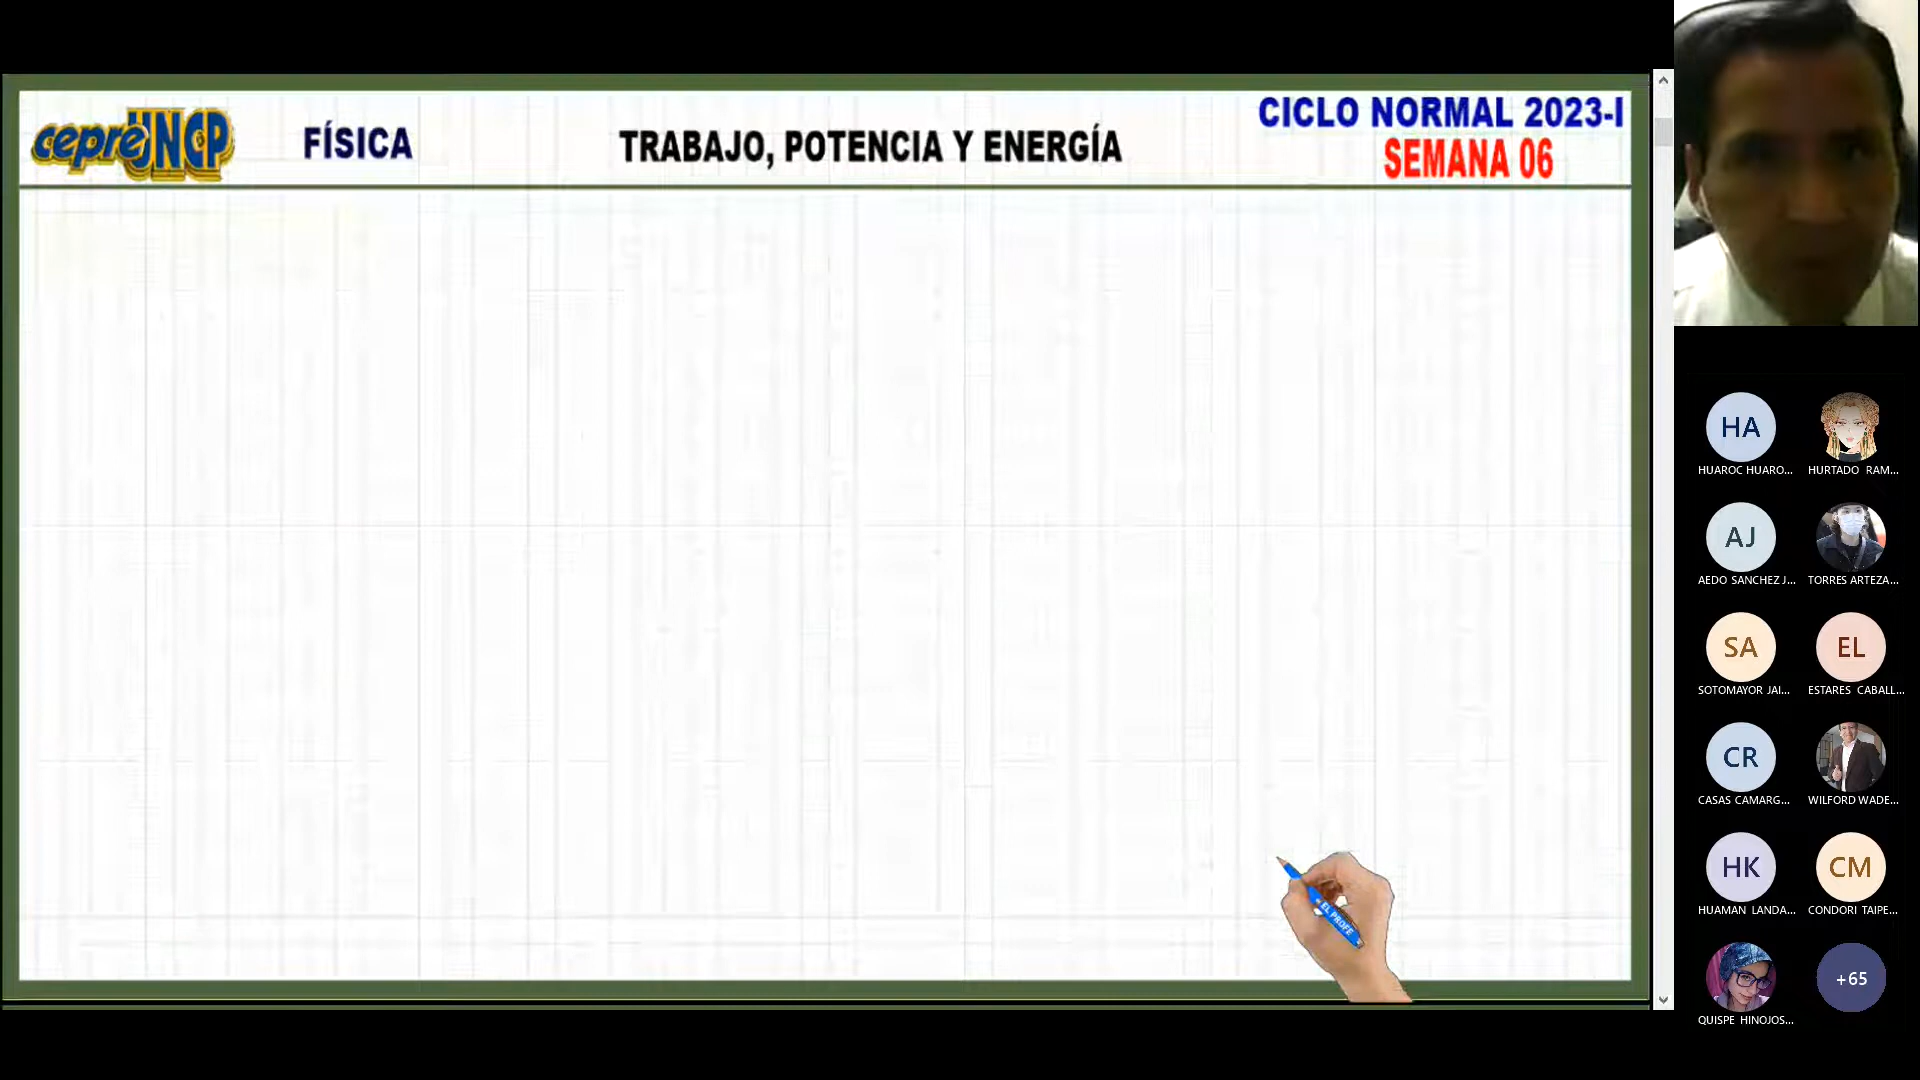 cepreUNCP
FÍSICA
TRABAJO, POTENCIA Y ENERGÍA
CICLO NORMAL 2023-I
SEMANA 06
EL PROFE
HA
HUAROC HUARO...
HURTADO RAM...
AJ
AEDO SANCHEZ J...
TORRES ARTEZA...
SA
SOTOMAYOR JAI...
EL
ESTARES CABALL...
CR
CASAS CAMARG...
WILFORD WADE...
HK
HUAMAN LANDA...
CM
CONDORI TAIPE...
QUISPE HINOJOS...
+65